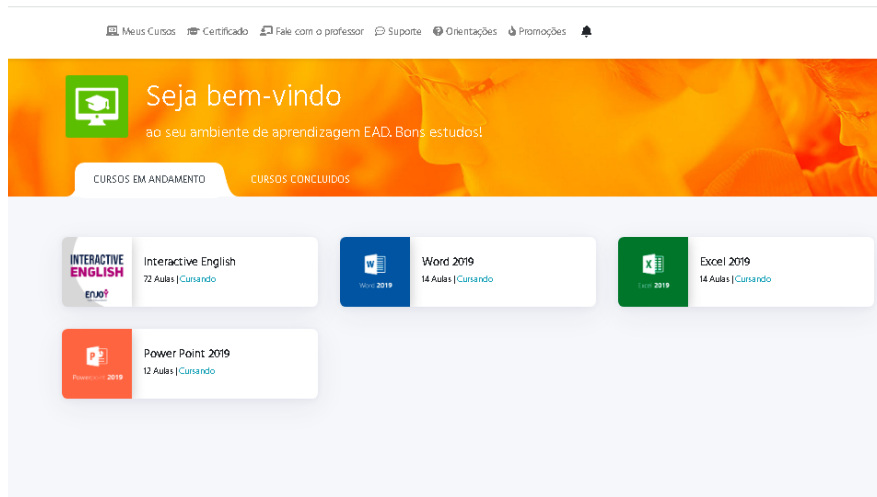 Meus Cursos Certificado Fale com o professor Suporte Orientações Promoções
Seja bem-vindo
ao seu ambiente de aprendizagem EAD. Bons estudos!
CURSOS EM ANDAMENTO CURSOS CONCLUIDOS
INTERACTIVE
ENGLISH
ENJOY
Interactive English
72 Aulas | Cursando
Word 2019
Word 2019
14 Aulas | Cursando
Excel 2019
Excel 2019
14 Aulas | Cursando
Powerpoint 2019
Power Point 2019
12 Aulas | Cursando